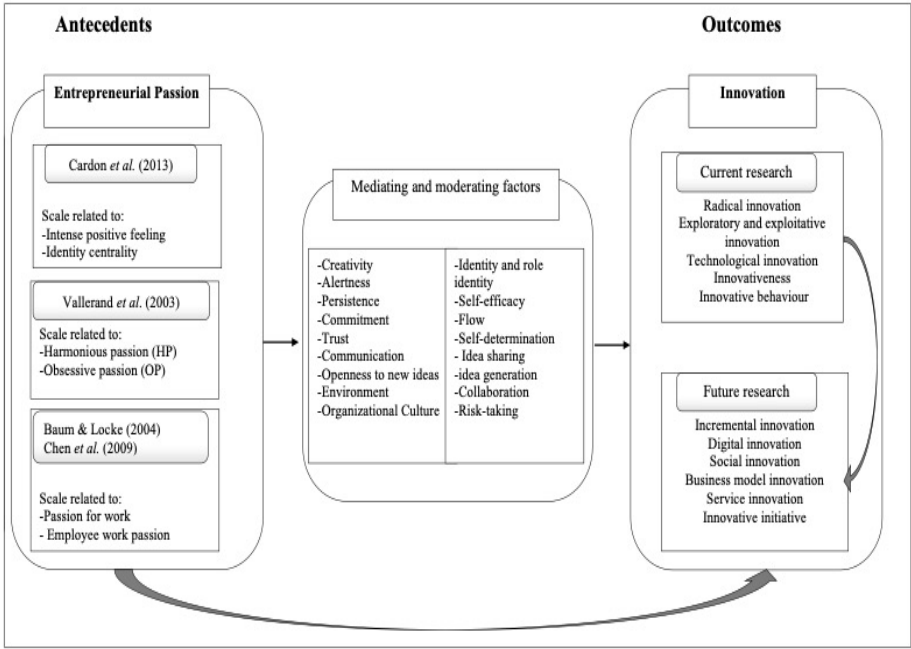 Antecedents
Outcomes
Entrepreneurial Passion
Cardon et al. (2013)
Scale related to:
-Intense positive feeling
-Identity centrality
Vallerand et al. (2003)
Scale related to:
-Harmonious passion (HP)
-Obsessive passion (OP)
Baum & Locke (2004)
Chen et al. (2009)
Scale related to:
-Passion for work
- Employee work passion
Mediating and moderating factors
-Creativity
-Alertness
-Persistence
-Commitment
-Trust
-Communication
-Openness to new ideas
-Environment
-Organizational Culture
-Identity and role
identity
-Self-efficacy
-Flow
-Self-determination
- Idea sharing
-idea generation
-Collaboration
-Risk-taking
Innovation
Current research
Radical innovation
Exploratory and exploitative
innovation
Technological innovation
Innovativeness
Innovative behaviour
Future research
Incremental innovation
Digital innovation
Social innovation
Business model innovation
Service innovation
Innovative initiative